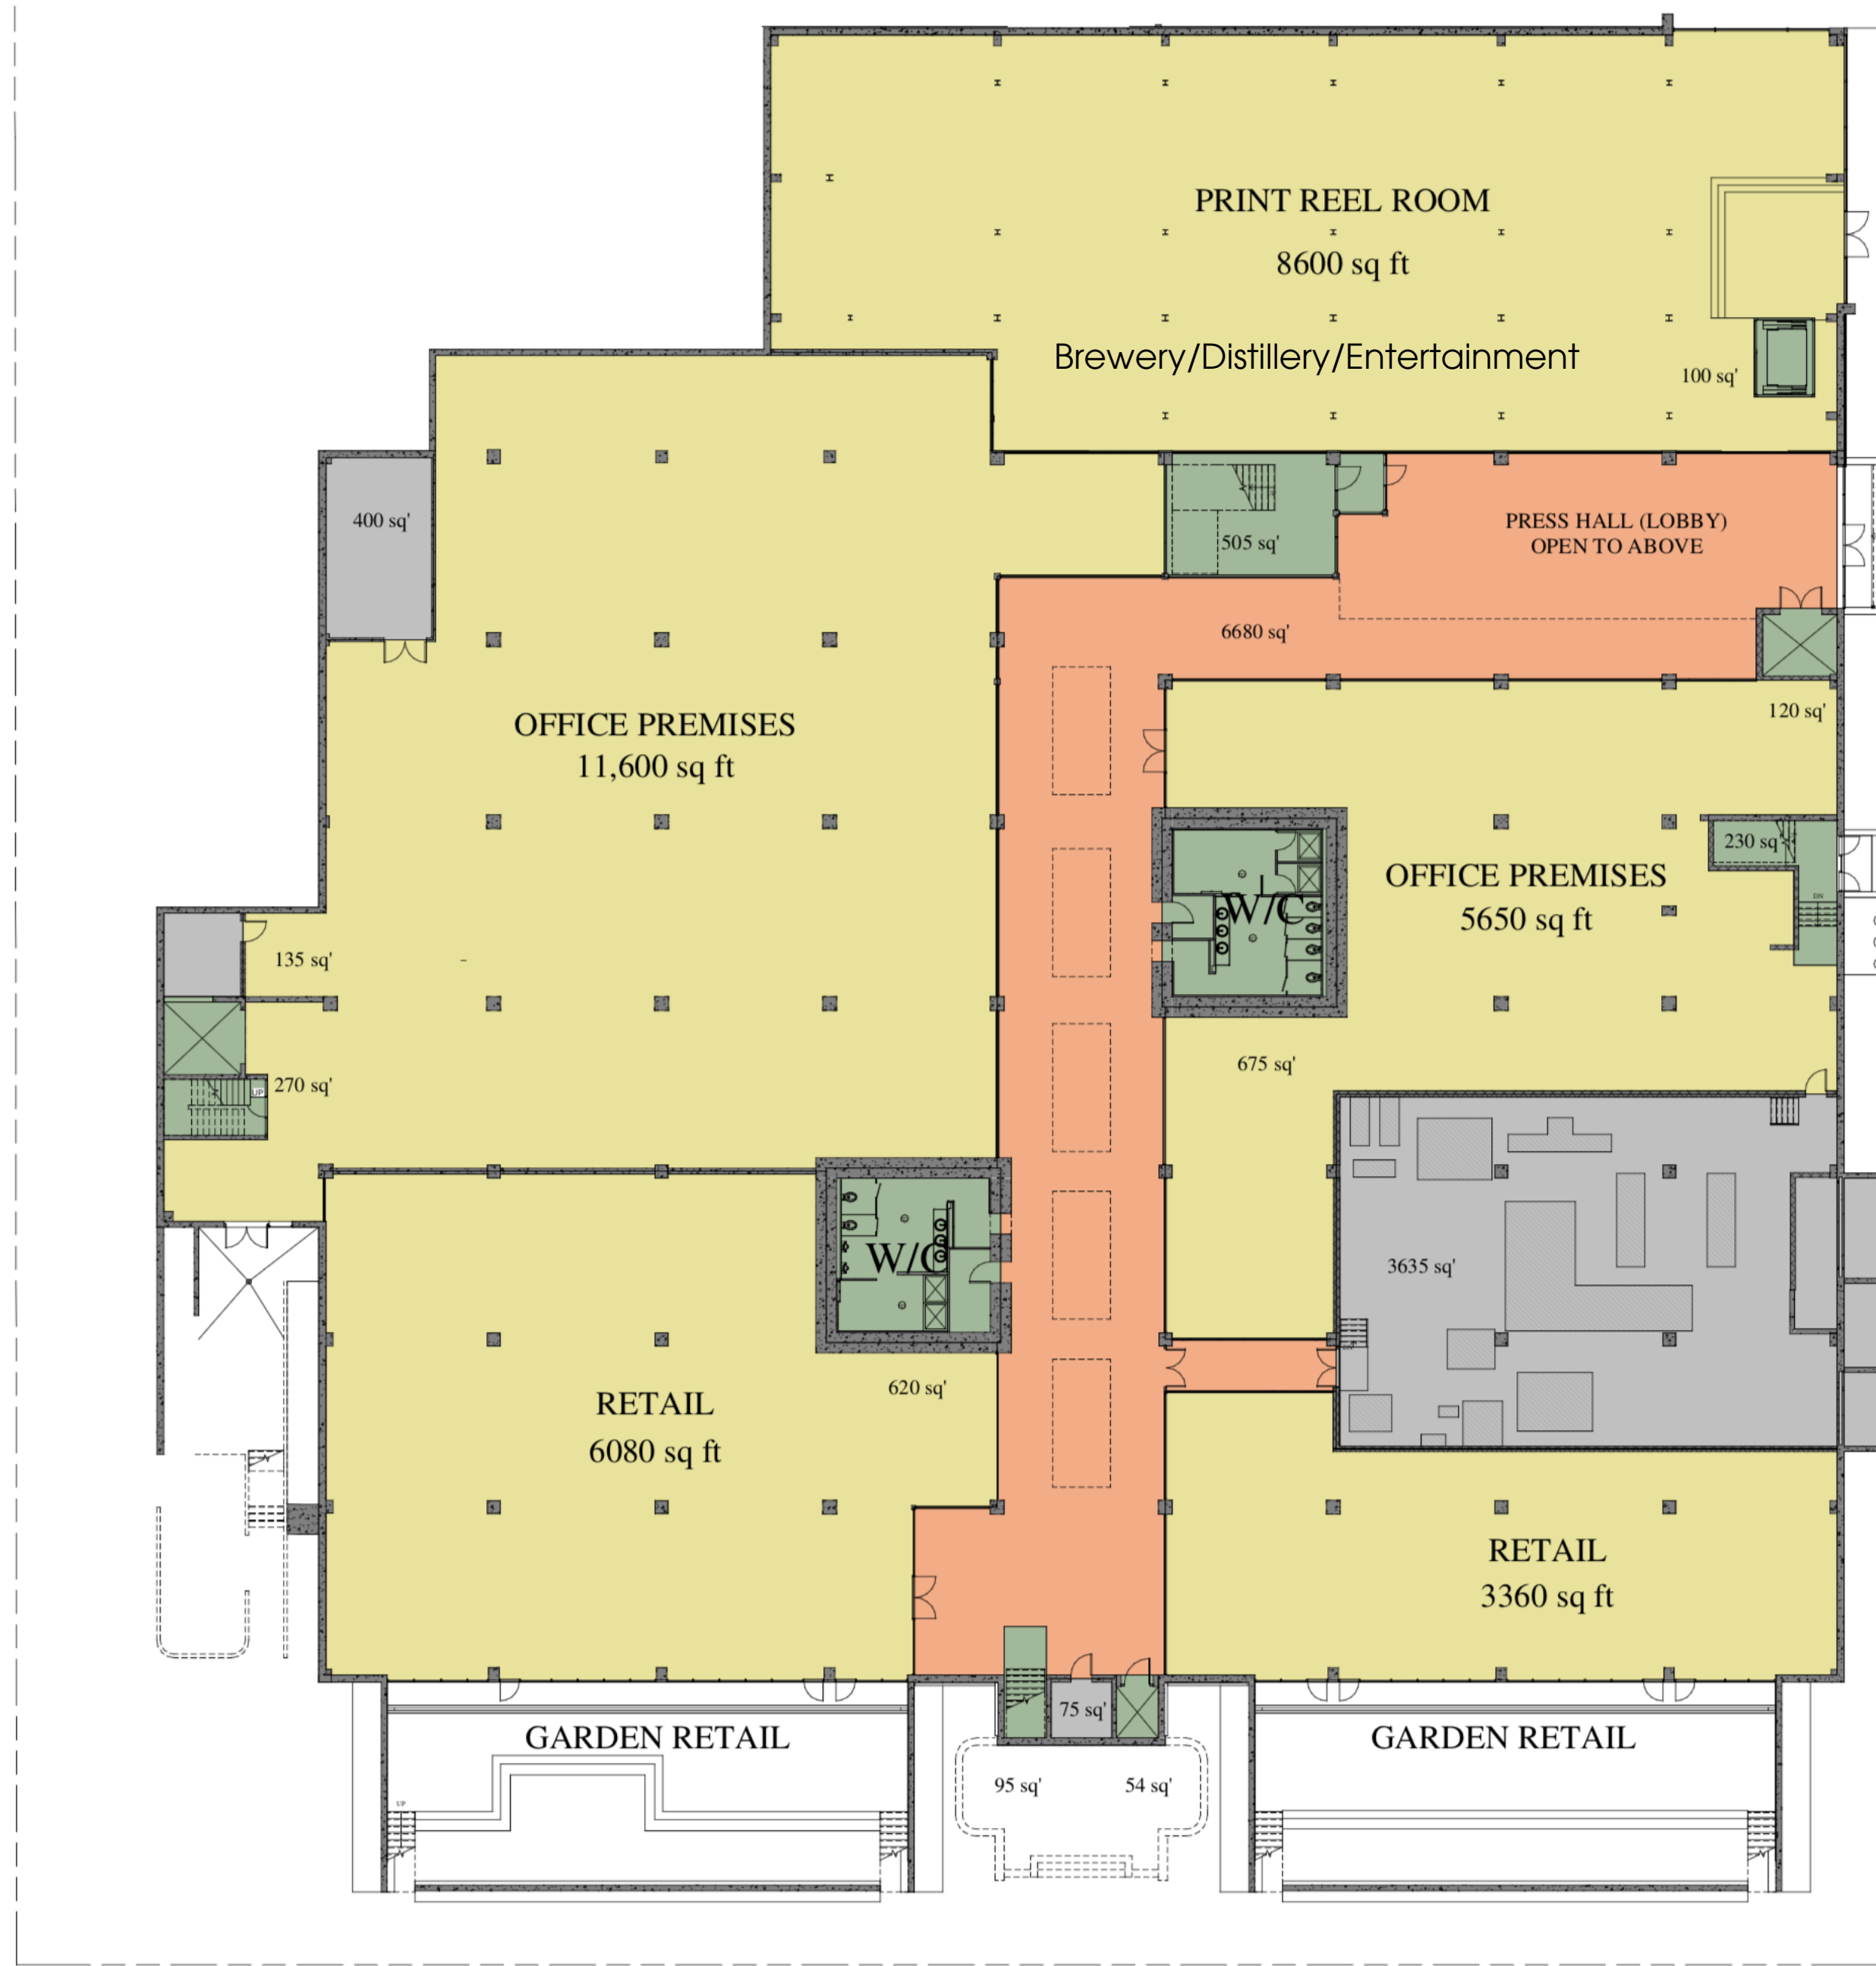 PRINT REEL ROOM
8600 sq ft
Brewery/Distillery/Entertainment
100 sq'
400 sq'
505 sq'
PRESS HALL (LOBBY)
OPEN TO ABOVE
6680 sq'
OFFICE PREMISES
11,600 sq ft
120 sq'
230 sq'
OFFICE PREMISES
5650 sq ft
W/C
DN
135 sq'
675 sq'
270 sq'
UP
W/C
3635 sq'
620 sq'
RETAIL
6080 sq ft
RETAIL
3360 sq ft
75 sq'
GARDEN RETAIL
GARDEN RETAIL
95 sq'
54 sq'
UP